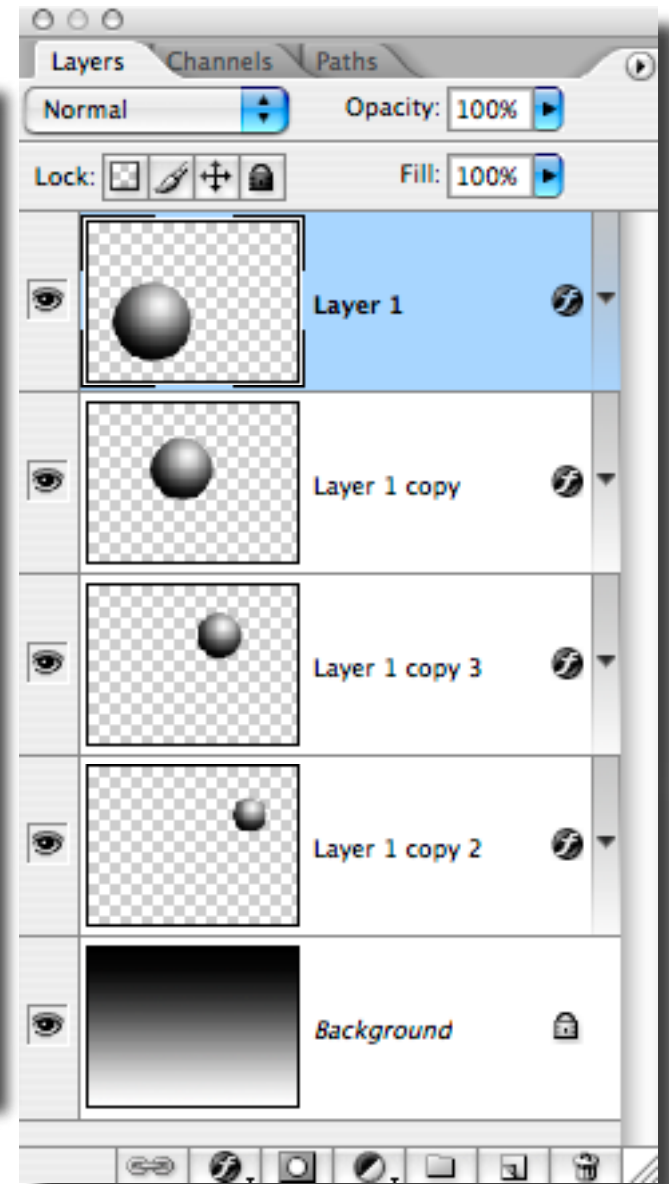 Layers Channels Paths
Normal Opacity: 100%
Lock: Fill: 100%
Layer 1
Layer 1 copy
Layer 1 copy 3
Layer 1 copy 2
Background